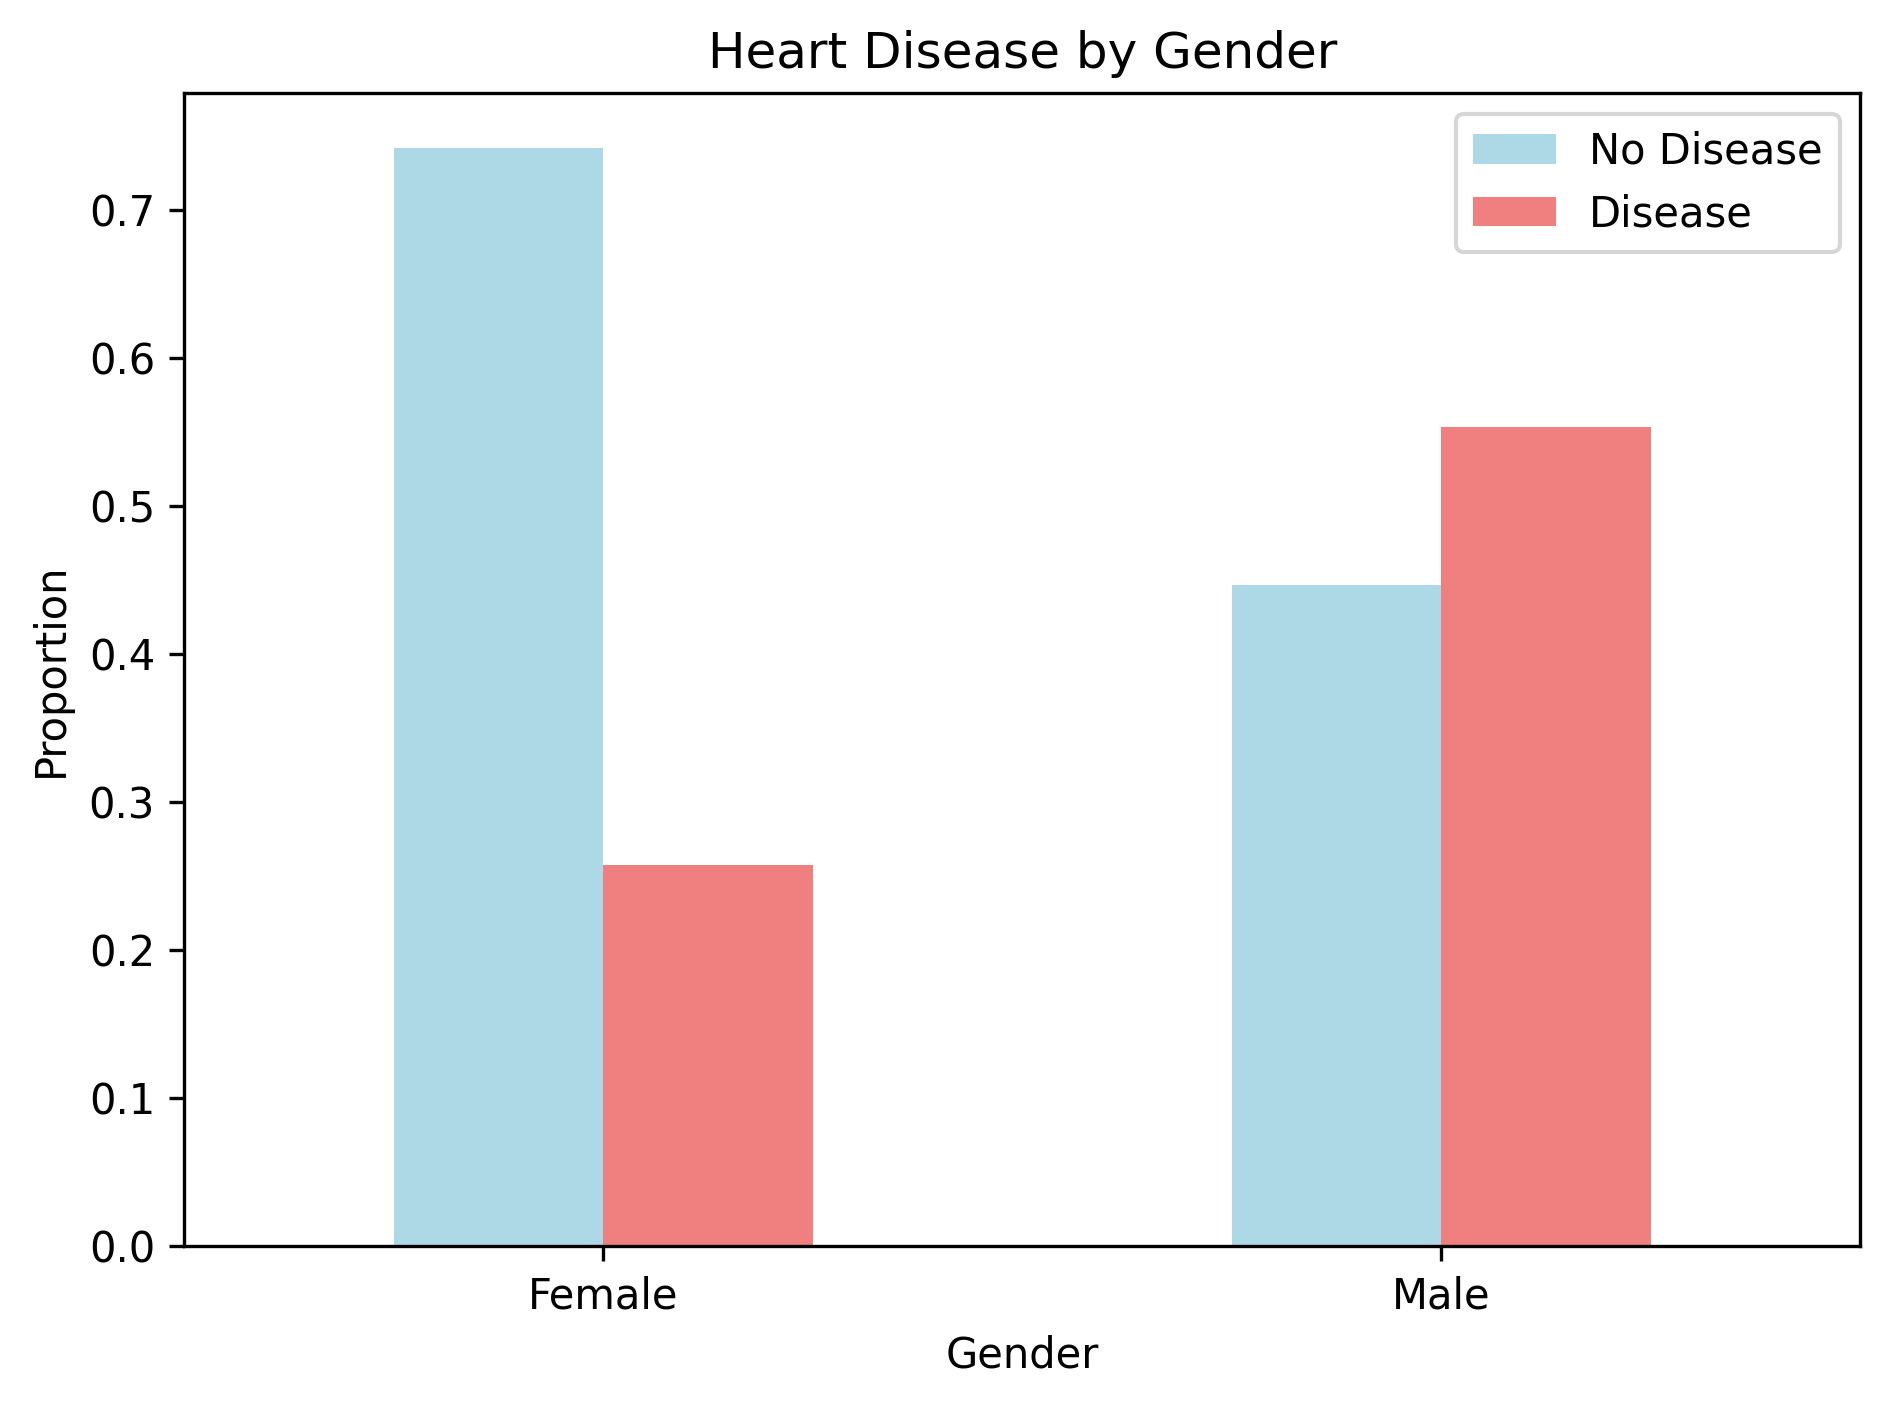 Heart Disease by Gender
No Disease
Disease
Proportion
0.7
0.6
0.5
0.4
0.3
0.2
0.1
0.0
Female
Male
Gender